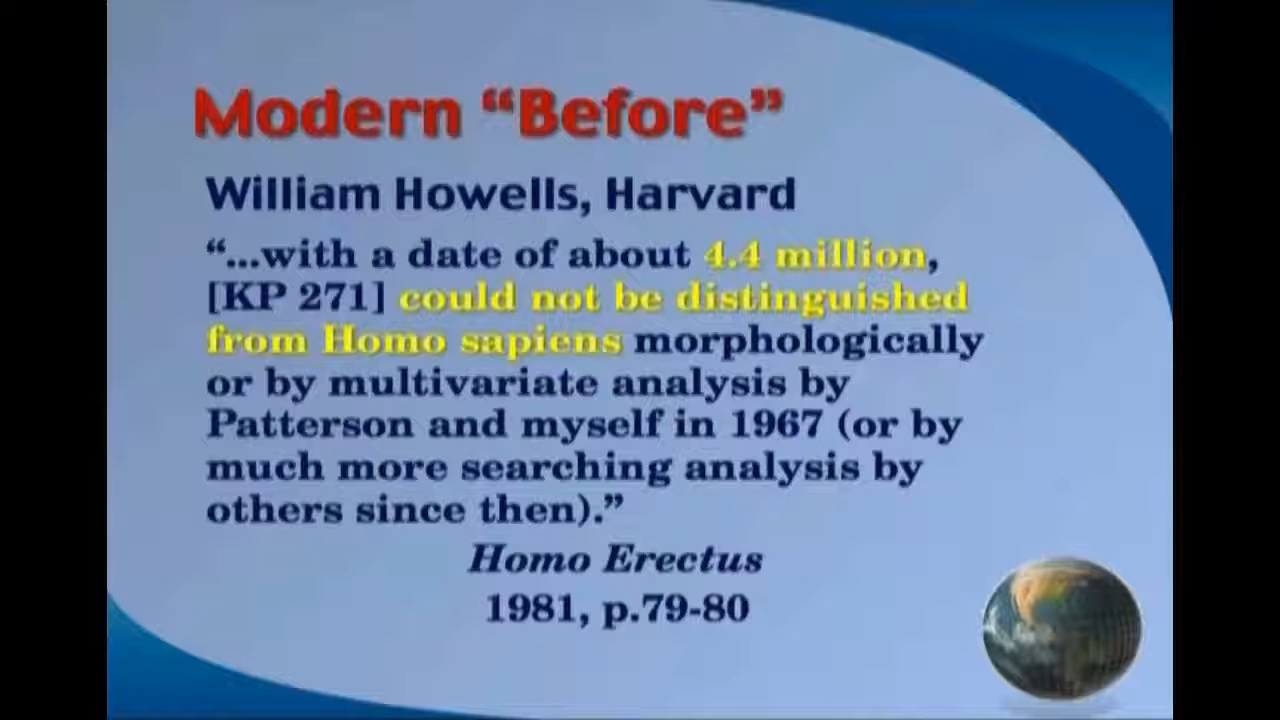 Modern “Before”
William Howells, Harvard
“...with a date of about 4.4 million,
[KP 271] could not be distinguished
from Homo sapiens morphologically
or by multivariate analysis by
Patterson and myself in 1967 (or by
much more searching analysis by
others since then).”
Homo Erectus
1981, p.79-80